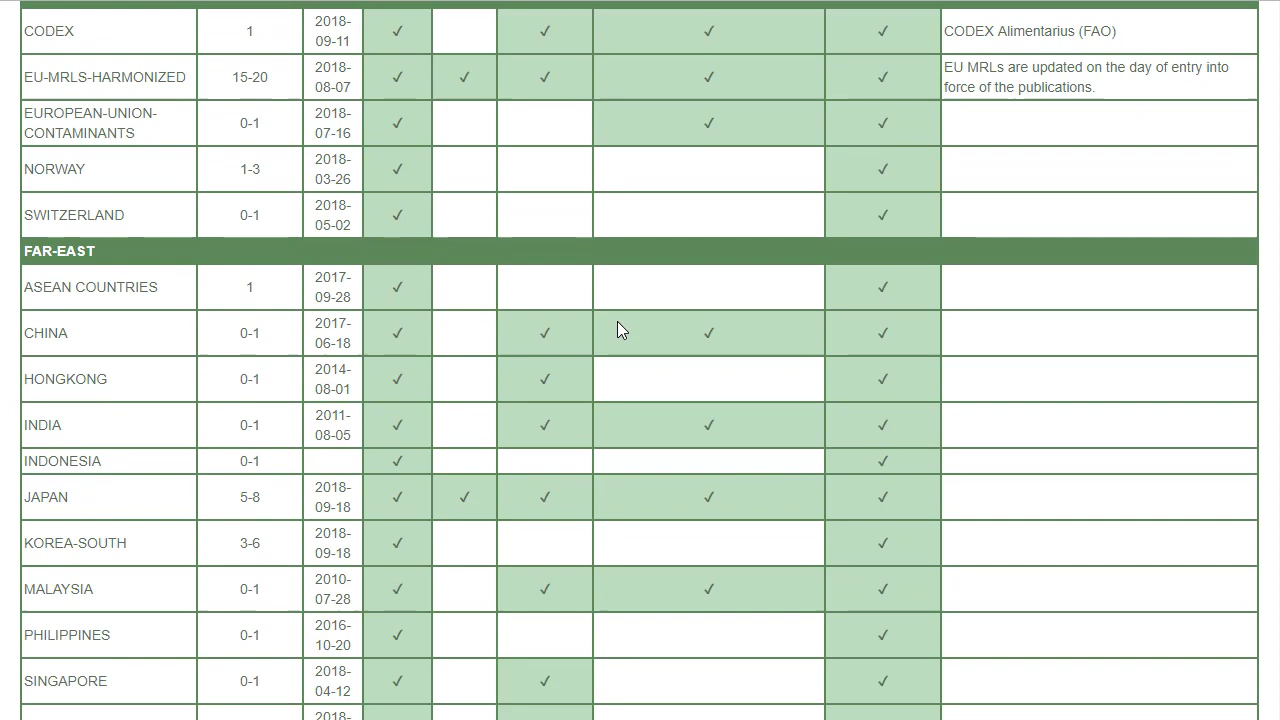 CODEX 1 2018-09-11 ✓ ✓ ✓ ✓ CODEX Alimentarius (FAO)
EU-MRLS-HARMONIZED 15-20 2018-08-07 ✓ ✓ ✓ ✓ ✓ EU MRLs are updated on the day of entry into force of the publications.
EUROPEAN-UNION-CONTAMINANTS 0-1 2018-07-16 ✓ ✓ ✓
NORWAY 1-3 2018-03-26 ✓ ✓
SWITZERLAND 0-1 2018-05-02 ✓ ✓
FAR-EAST
ASEAN COUNTRIES 1 2017-09-28 ✓ ✓
CHINA 0-1 2017-06-18 ✓ ✓ ✓ ✓
HONGKONG 0-1 2014-08-01 ✓ ✓ ✓
INDIA 0-1 2011-08-05 ✓ ✓ ✓ ✓
INDONESIA 0-1 ✓ ✓
JAPAN 5-8 2018-09-18 ✓ ✓ ✓ ✓ ✓
KOREA-SOUTH 3-6 2018-09-18 ✓ ✓
MALAYSIA 0-1 2010-07-28 ✓ ✓ ✓ ✓
PHILIPPINES 0-1 2016-10-20 ✓ ✓
SINGAPORE 0-1 2018-04-12 ✓ ✓ ✓
2018-